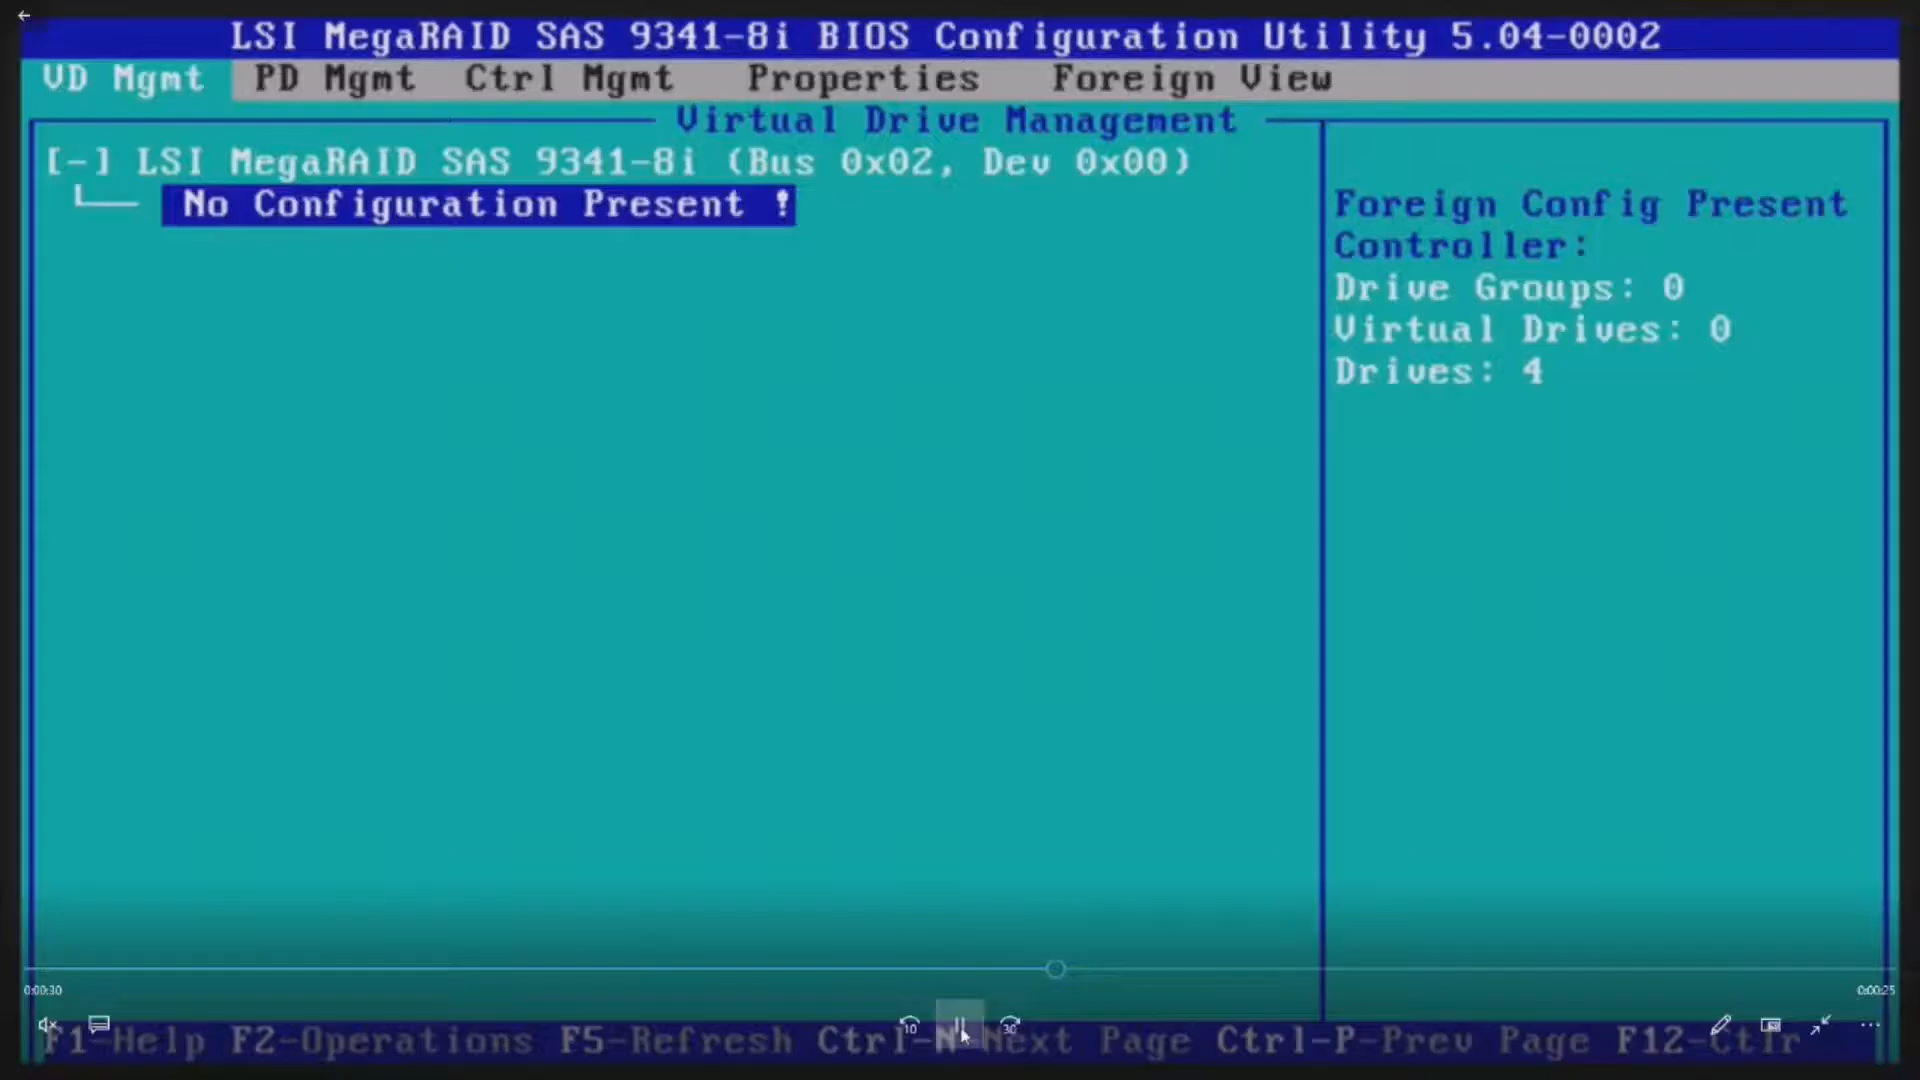 LSI MegaRAID SAS 9341-8i BIOS Configuration Utility 5.04-0002
VD Mgmt PD Mgmt Ctrl Mgmt Properties Foreign View
Virtual Drive Management
[-] LSI MegaRAID SAS 9341-8i (Bus 0x02, Dev 0x00)
No Configuration Present !
Foreign Config Present
Controller:
Drive Groups: 0
Virtual Drives: 0
Drives: 4
0:00:30
0:00:25
10
30
F1-Help F2-Operations F5-Refresh Ctrl-N-Next Page Ctrl-P-Prev Page F12-Ctlr